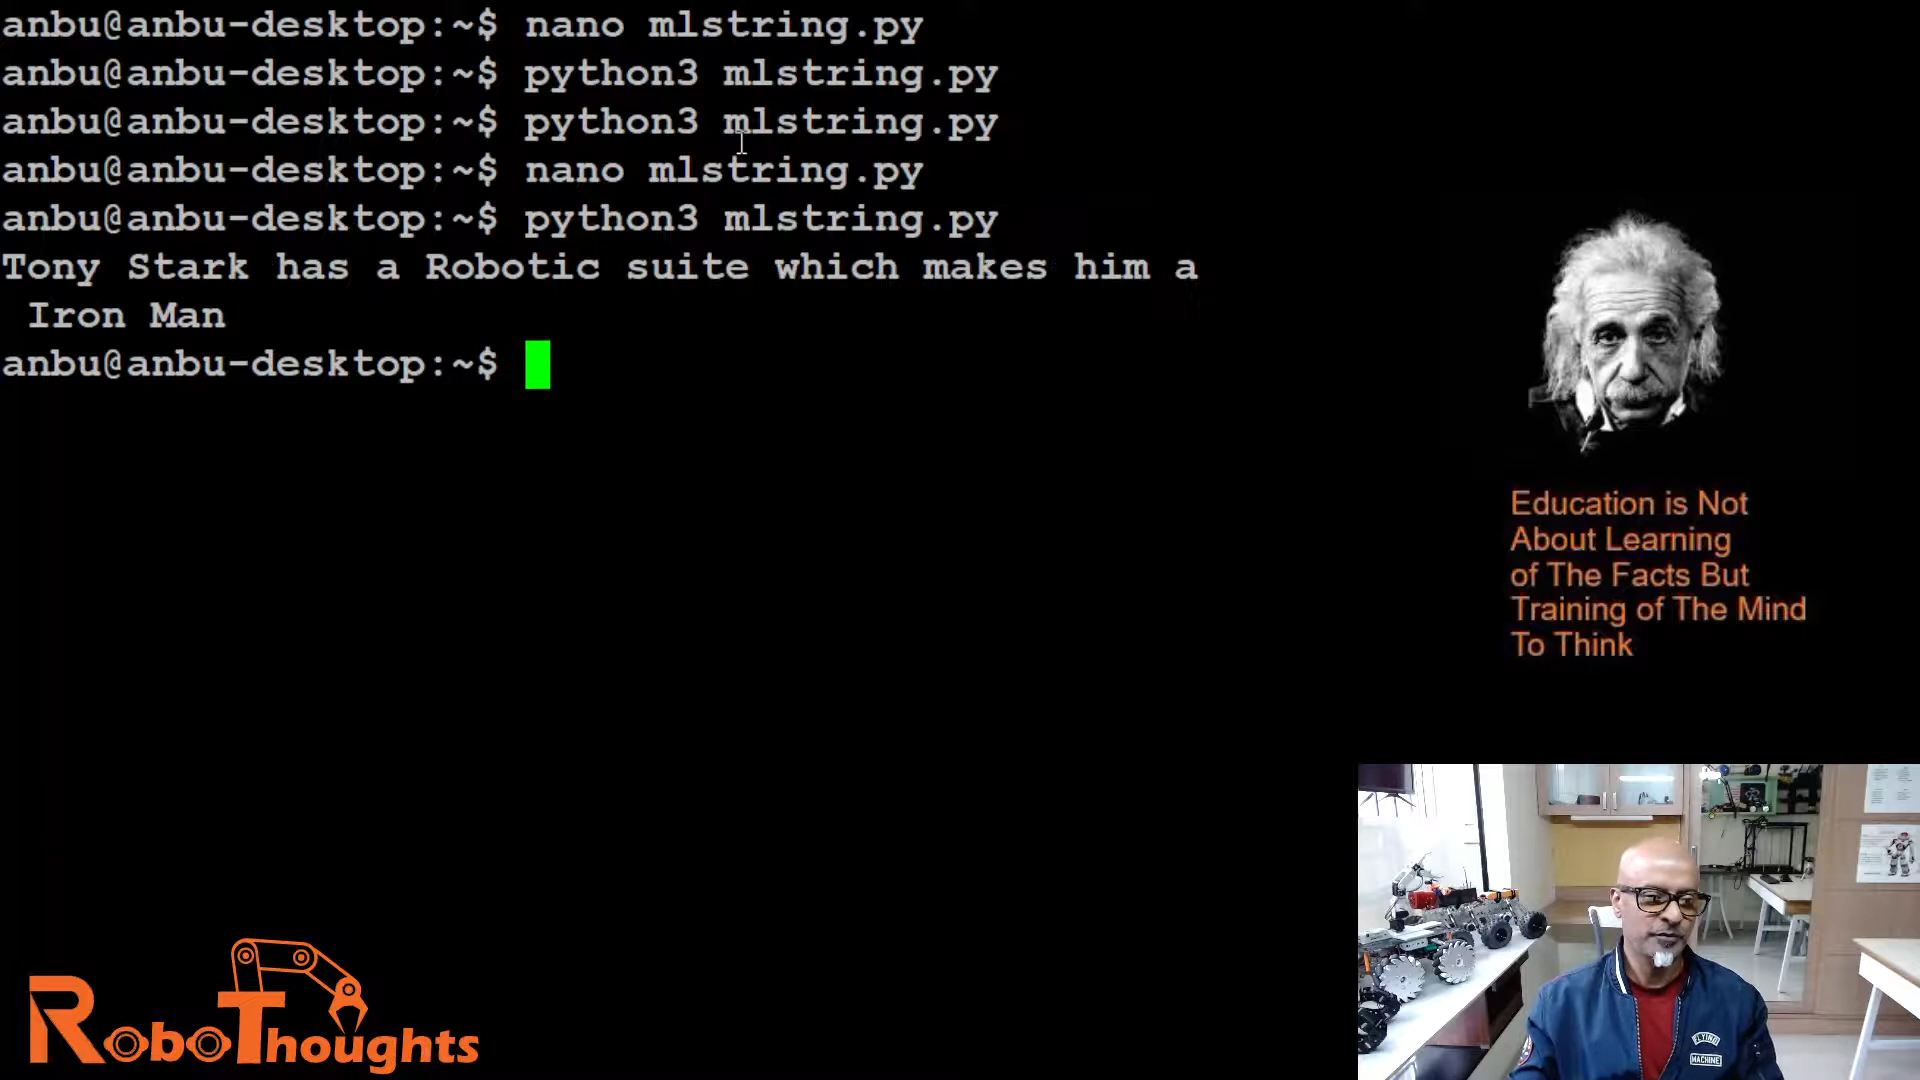 anbu@anbu-desktop:~$ nano mlstring.py
anbu@anbu-desktop:~$ python3 mlstring.py
anbu@anbu-desktop:~$ python3 mlstring.py
anbu@anbu-desktop:~$ nano mlstring.py
anbu@anbu-desktop:~$ python3 mlstring.py
Tony Stark has a Robotic suite which makes him a
Iron Man
anbu@anbu-desktop:~$
Education is Not
About Learning
of The Facts But
Training of The Mind
To Think
RoboThoughts
FLYING
MACHINE